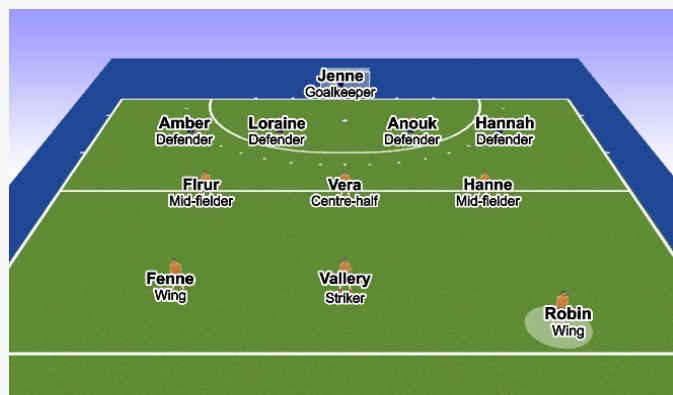 Jenne
Goalkeeper
Amber
Defender
Loraine
Defender
Anouk
Defender
Hannah
Defender
Flrur
Mid-fielder
Vera
Centre-half
Hanne
Mid-fielder
Fenne
Wing
Vallery
Striker
Robin
Wing